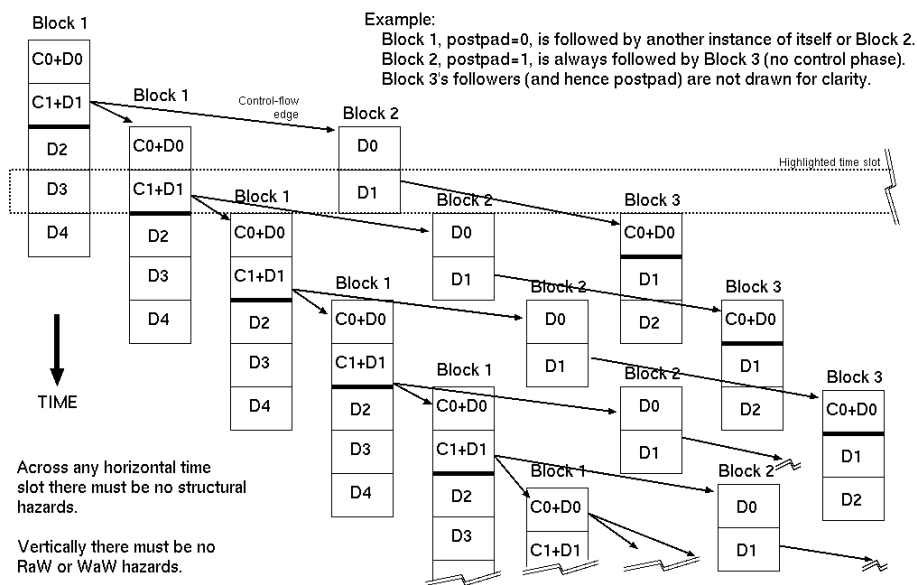 Block 1
Example:
Block 1, postpad=0, is followed by another instance of itself or Block 2.
Block 2, postpad=1, is always followed by Block 3 (no control phase).
Block 3's followers (and hence postpad) are not drawn for clarity.
C0+D0
C1+D1
D2
D3
D4
Block 1
C0+D0
C1+D1
D2
D3
D4
Control-flow
edge
Block 2
D0
D1
Highlighted time slot
Block 1
C0+D0
C1+D1
D2
D3
D4
Block 2
D0
D1
Block 3
C0+D0
D1
D2
Block 1
C0+D0
C1+D1
D2
D3
D4
Block 2
D0
D1
Block 3
C0+D0
D1
D2
Block 1
C0+D0
C1+D1
D2
D3
Block 2
D0
D1
Block 3
C0+D0
D1
D2
Block 1
C0+D0
C1+D1
Block 2
D0
D1
TIME
Across any horizontal time
slot there must be no structural
hazards.
Vertically there must be no
RaW or WaW hazards.